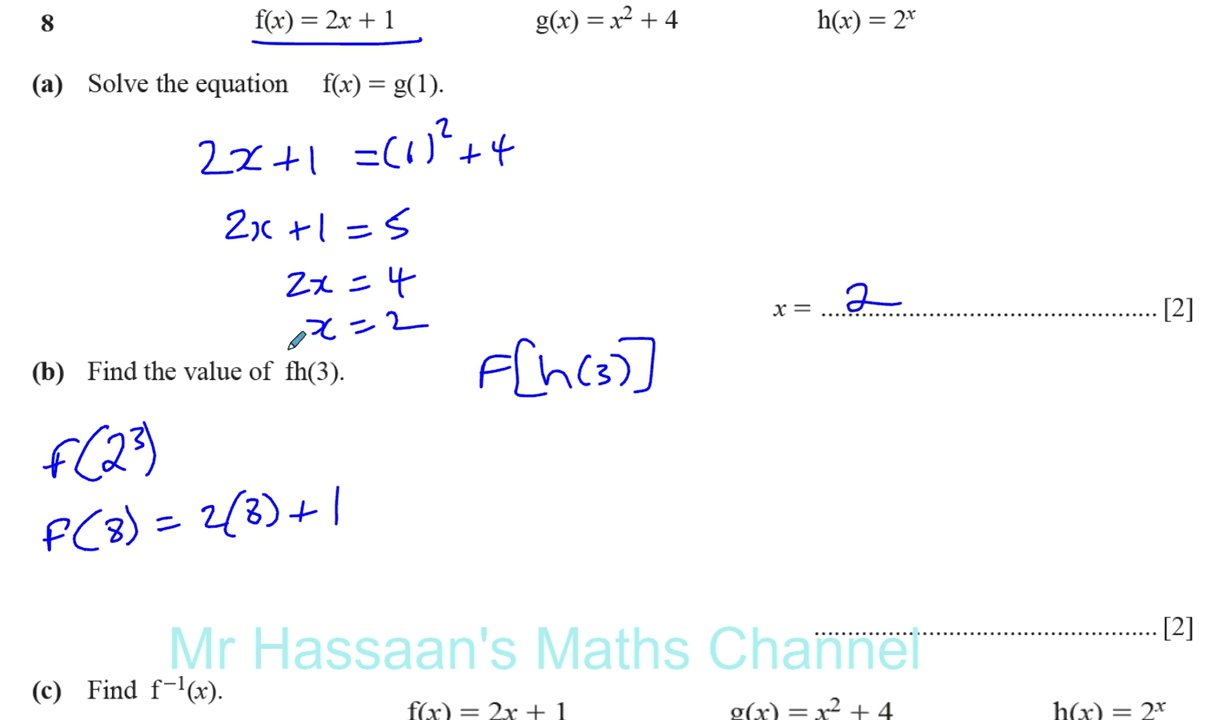 8 f(x) = 2x + 1 g(x) = x² + 4 h(x) = 2ˣ
(a) Solve the equation f(x) = g(1).
2x + 1 = (1)² + 4
2x + 1 = 5
2x = 4
x = ..2.......... [2]
x = 2
(b) Find the value of fh(3). F[h(3)]
f(2³)
F(8) = 2(8) + 1
.......... [2]
Mr Hassaan's Maths Channel
(c) Find f⁻¹(x).
f(x) = 2x + 1 g(x) = x² + 4 h(x) = 2ˣ